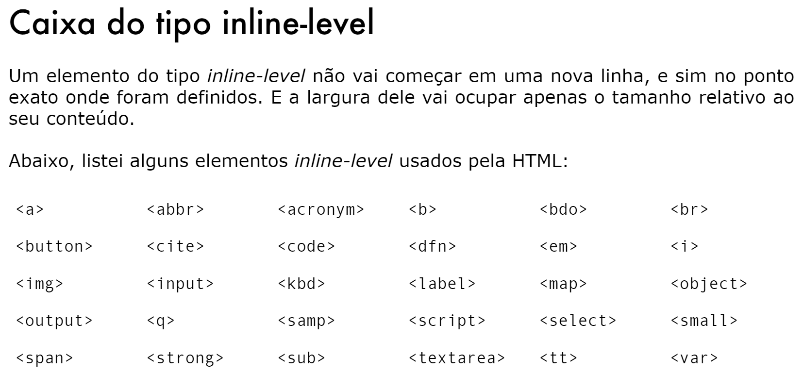 Caixa do tipo inline-level
Um elemento do tipo inline-level não vai começar em uma nova linha, e sim no ponto
exato onde foram definidos. E a largura dele vai ocupar apenas o tamanho relativo ao
seu conteúdo.
Abaixo, listei alguns elementos inline-level usados pela HTML:
<a> <abbr> <acronym> <b> <bdo> <br>
<button> <cite> <code> <dfn> <em> <i>
<img> <input> <kbd> <label> <map> <object>
<output> <q> <samp> <script> <select> <small>
<span> <strong> <sub> <textarea> <tt> <var>